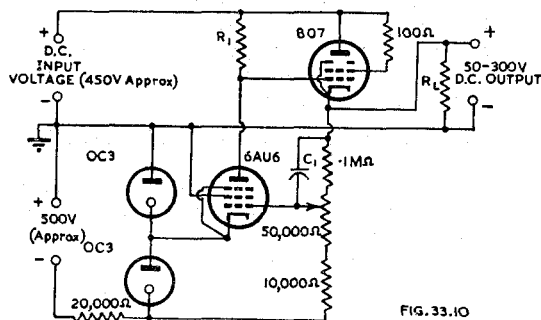 R₁
807
100Ω
+
D.C.
INPUT
VOLTAGE (450V Approx)
-
+
50-300V
D.C. OUTPUT
R_L
-
OC3
6AU6
C₁
·1MΩ
+
500V
(Approx)
-
OC3
50,000Ω
10,000Ω
20,000Ω
FIG.33.10